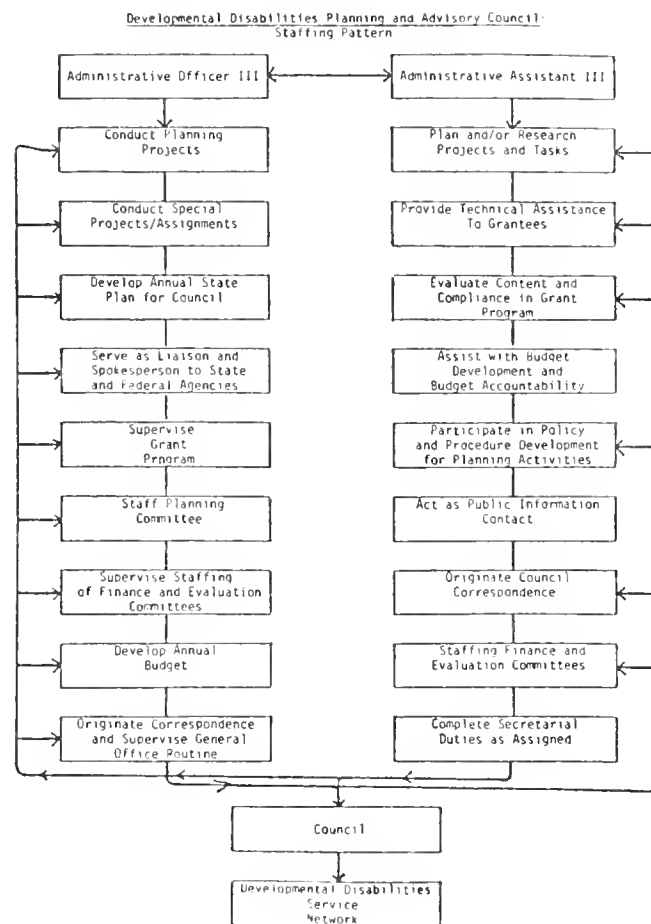 Developmental Disabilities Planning and Advisory Council
Staffing Pattern
Administrative Officer III
Administrative Assistant III
Conduct Planning
Projects
Conduct Special
Projects/Assignments
Develop Annual State
Plan for Council
Serve as Liaison and
Spokesperson to State
and Federal Agencies
Supervise
Grant
Program
Staff Planning
Committee
Supervise Staffing
of Finance and Evaluation
Committees
Develop Annual
Budget
Originate Correspondence
and Supervise General
Office Routine
Plan and/or Research
Projects and Tasks
Provide Technical Assistance
To Grantees
Evaluate Content and
Compliance in Grant
Program
Assist with Budget
Development and
Budget Accountability
Participate in Policy
and Procedure Development
for Planning Activities
Act as Public Information
Contact
Originate Council
Correspondence
Staffing Finance and
Evaluation Committees
Complete Secretarial
Duties as Assigned
Council
Developmental Disabilities
Service
Network